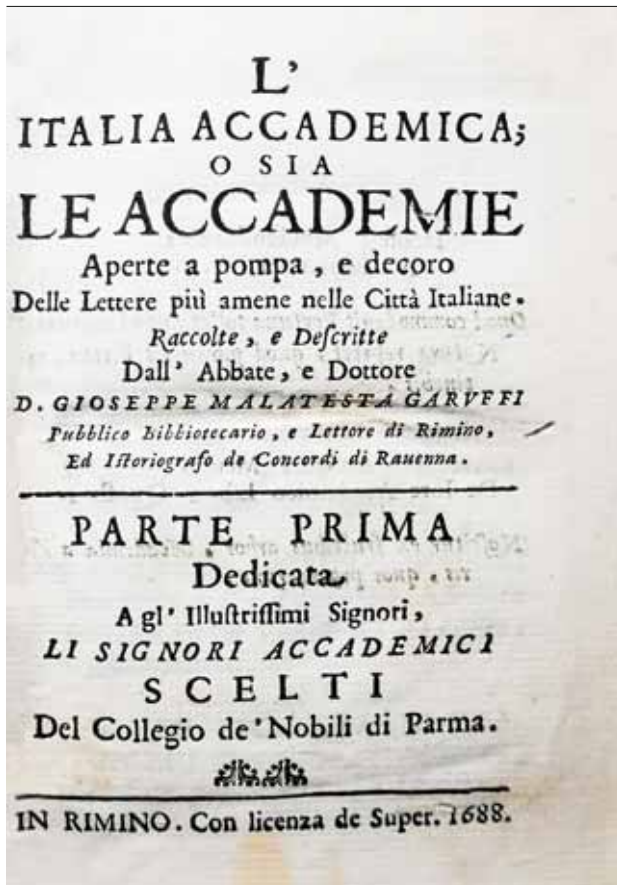 L'
ITALIA ACCADEMICA;
O SIA
LE ACCADEMIE
Aperte a pompa, e decoro
Delle Lettere più amene nelle Città Italiane.
Raccolte, e Deſcritte
Dall' Abbate, e Dottore
D. GIOSEPPE MALATESTA GARVFFI
Pubblico Bibliotecario, e Lettore di Rimino,
Ed Iſtoriografo de Concordi di Rauenna.
PARTE PRIMA
Dedicata
A gl' Illuſtriſſimi Signori,
LI SIGNORI ACCADEMICI
SCELTI
Del Collegio de' Nobili di Parma.
IN RIMINO. Con licenza de Super. 1688.